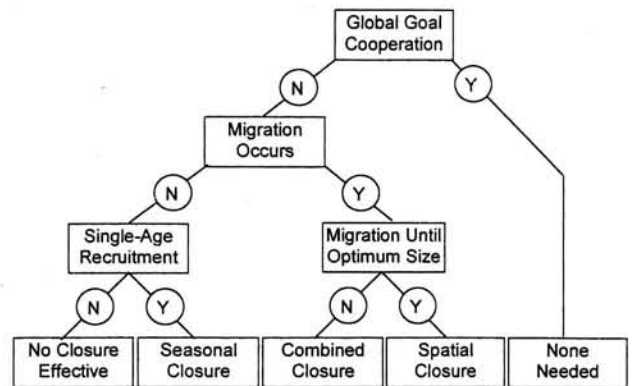 Global Goal
Cooperation
N
Y
Migration
Occurs
N
Y
Single-Age
Recruitment
Migration Until
Optimum Size
N
Y
N
Y
No Closure
Effective
Seasonal
Closure
Combined
Closure
Spatial
Closure
None
Needed